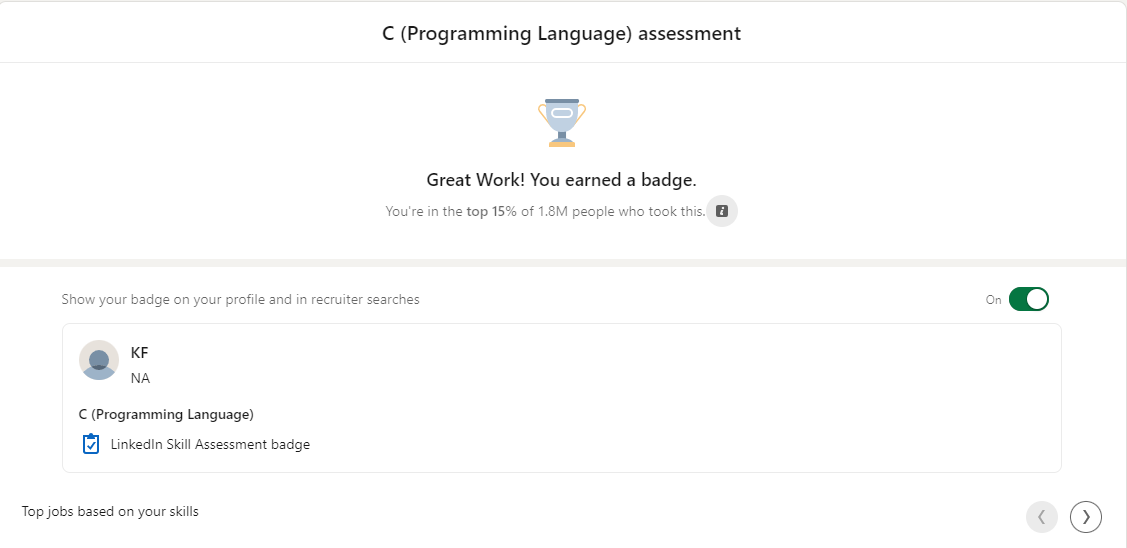 C (Programming Language) assessment
Great Work! You earned a badge.
You're in the top 15% of 1.8M people who took this.
Show your badge on your profile and in recruiter searches
On
KF
NA
C (Programming Language)
LinkedIn Skill Assessment badge
Top jobs based on your skills